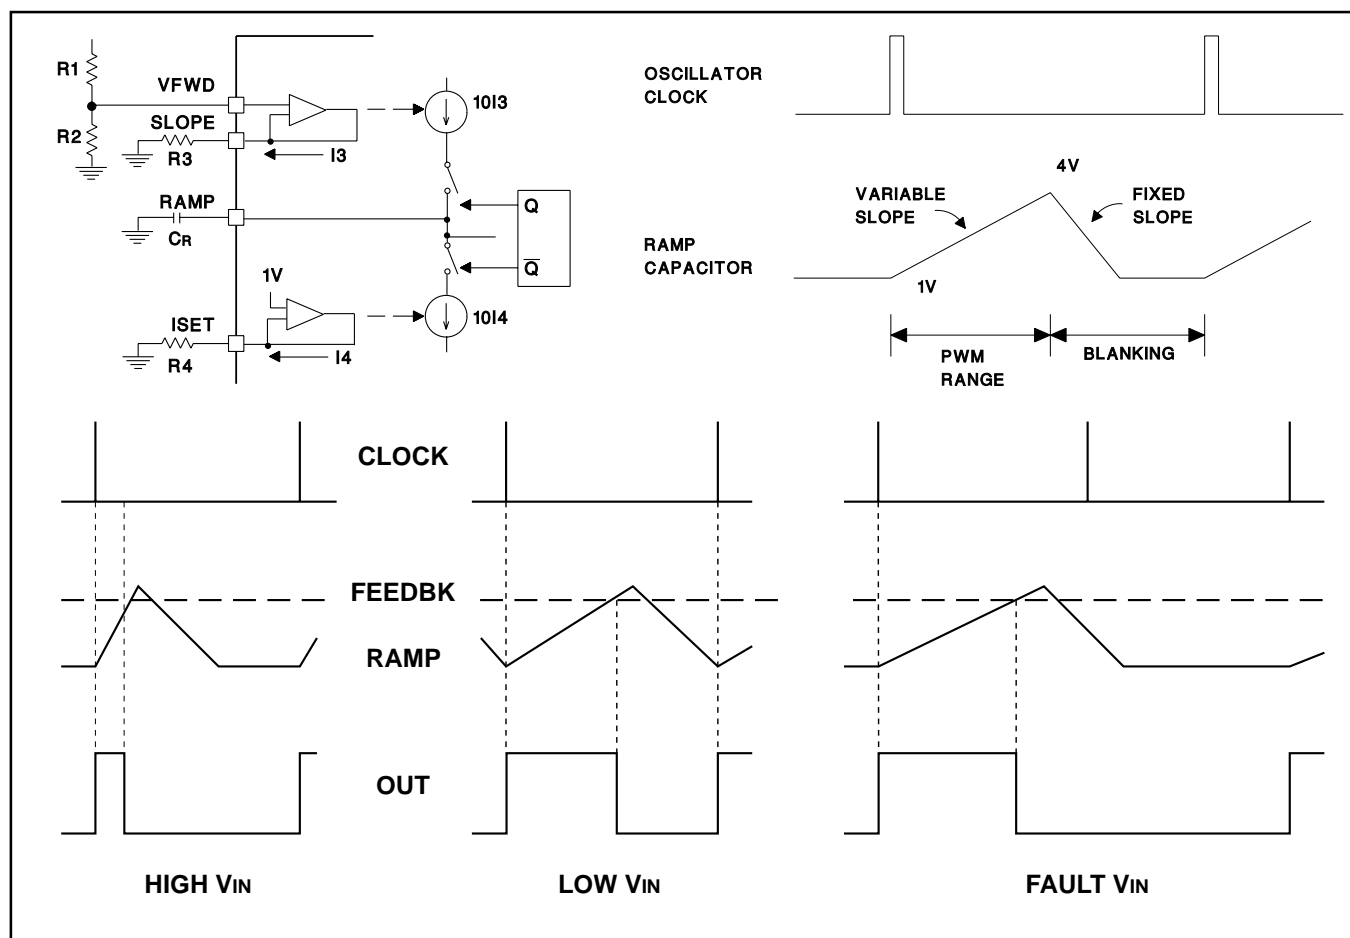 R1
VFWD
R2
SLOPE
R3
I3
10I3
RAMP
CR
Q
Q̅
1V
ISET
R4
I4
10I4
OSCILLATOR
CLOCK
4V
VARIABLE
SLOPE
FIXED
SLOPE
RAMP
CAPACITOR
1V
PWM
RANGE
BLANKING
CLOCK
FEEDBK
RAMP
OUT
HIGH VIN
LOW VIN
FAULT VIN